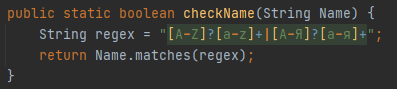 public static boolean checkName(String Name) {
    String regex = "[A-Z]?[a-z]+|[А-Я]?[а-я]+";
    return Name.matches(regex);
}